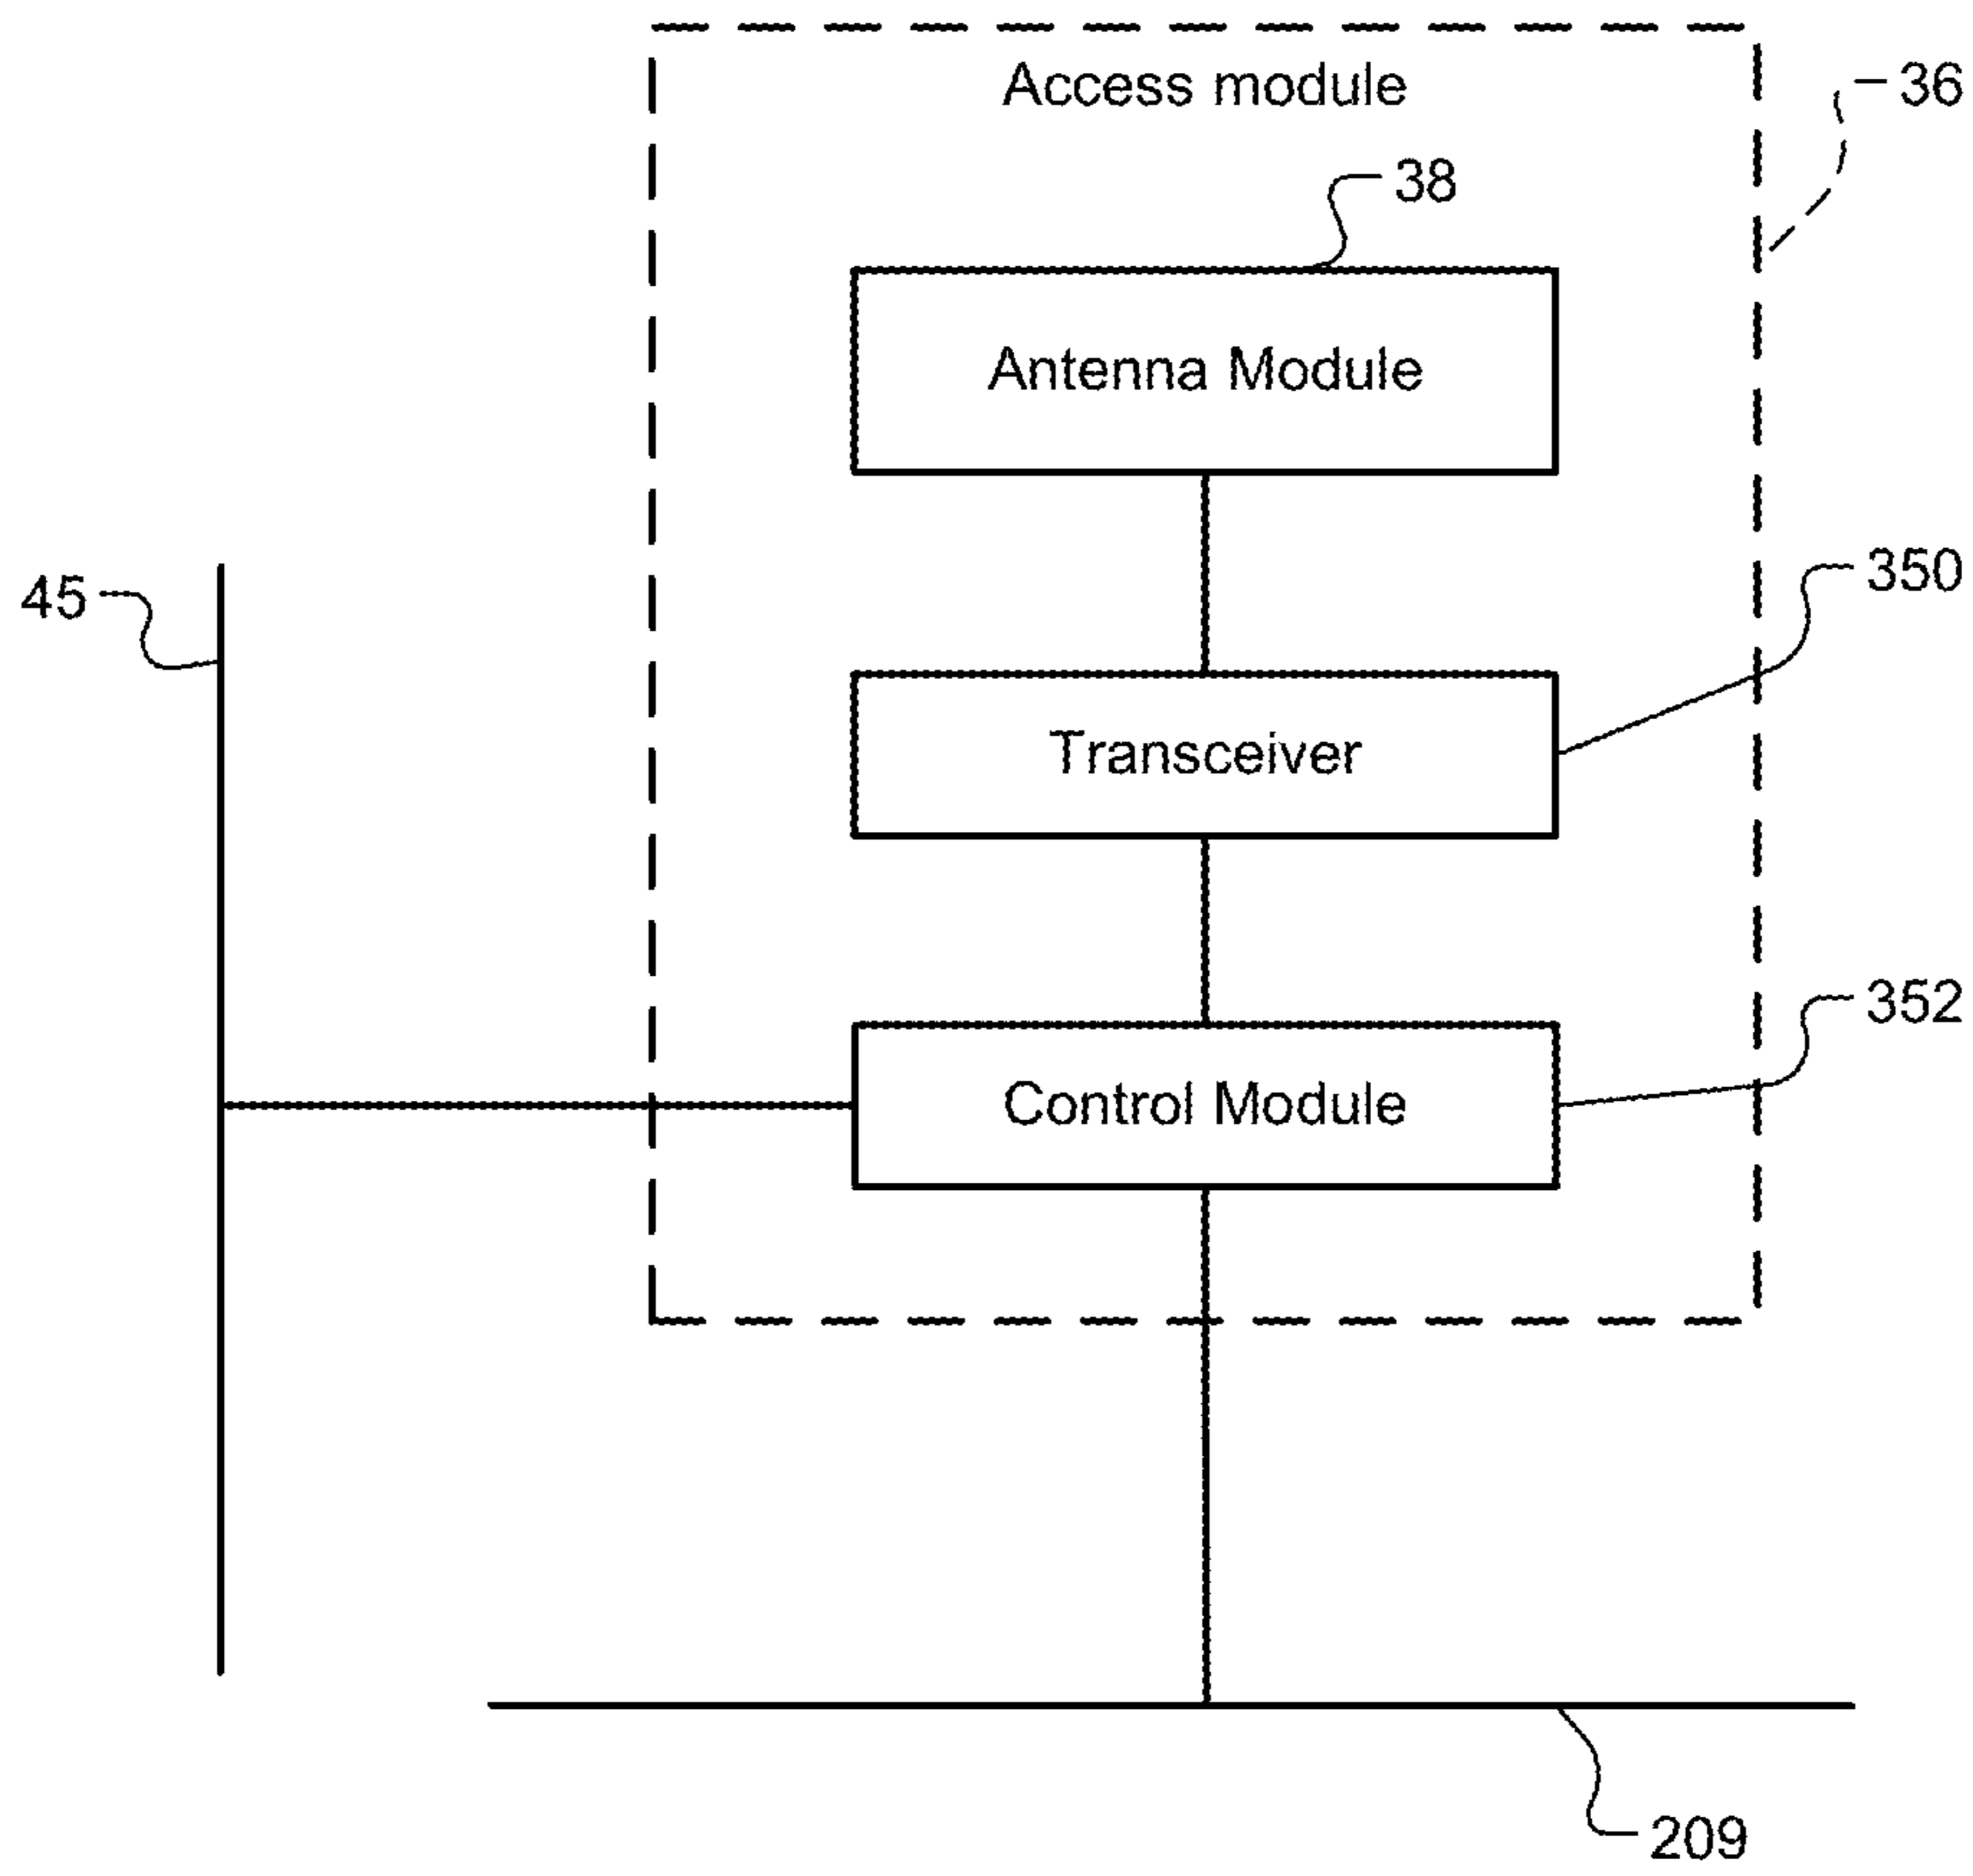 Access module
36
38
Antenna Module
45
350
Transceiver
352
Control Module
209